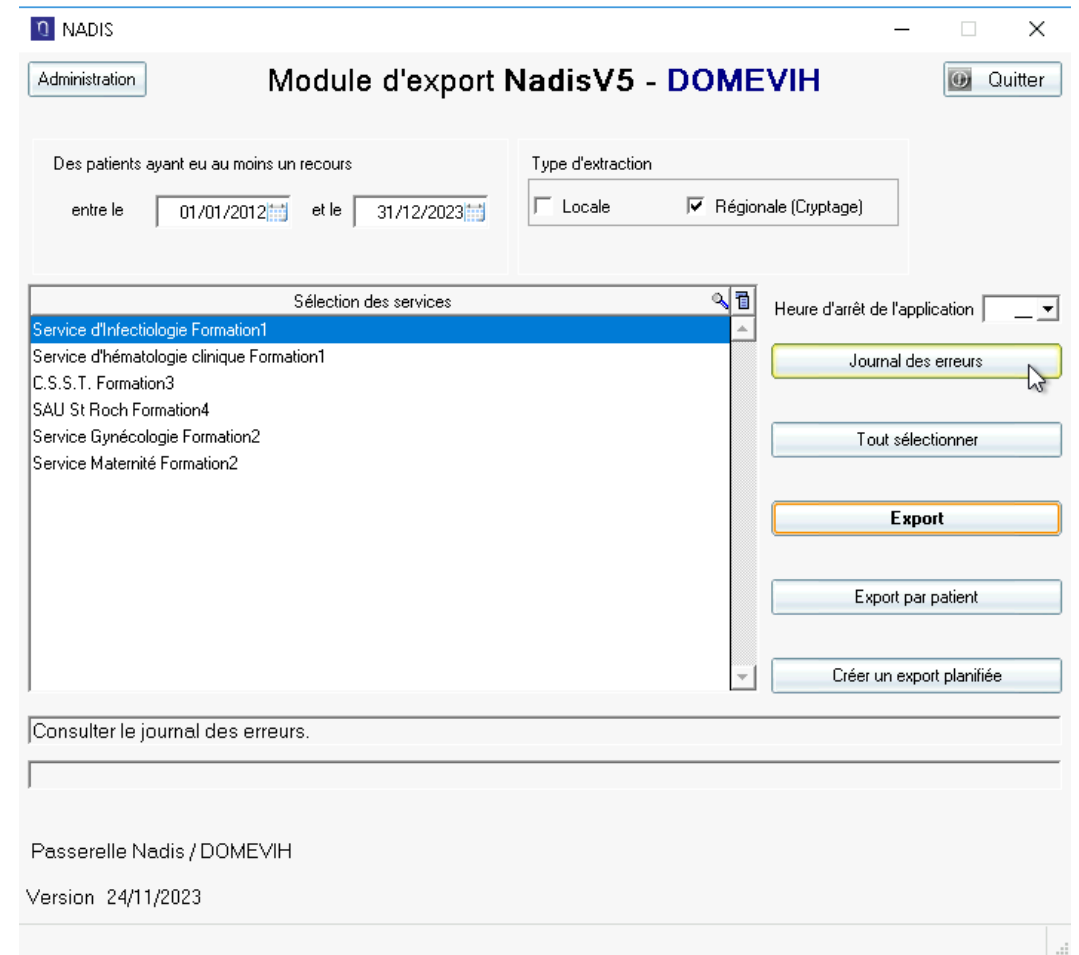 NADIS
Administration
Module d'export NadisV5 - DOMEVIH
Quitter
Des patients ayant eu au moins un recours
entre le 01/01/2012 et le 31/12/2023
Type d'extraction
Locale
Régionale (Cryptage)
Sélection des services
Service d'Infectiologie Formation1
Service d'hématologie clinique Formation1
C.S.S.T. Formation3
SAU St Roch Formation4
Service Gynécologie Formation2
Service Maternité Formation2
Heure d'arrêt de l'application __
Journal des erreurs
Tout sélectionner
Export
Export par patient
Créer un export planifiée
Consulter le journal des erreurs.
Passerelle Nadis / DOMEVIH
Version 24/11/2023